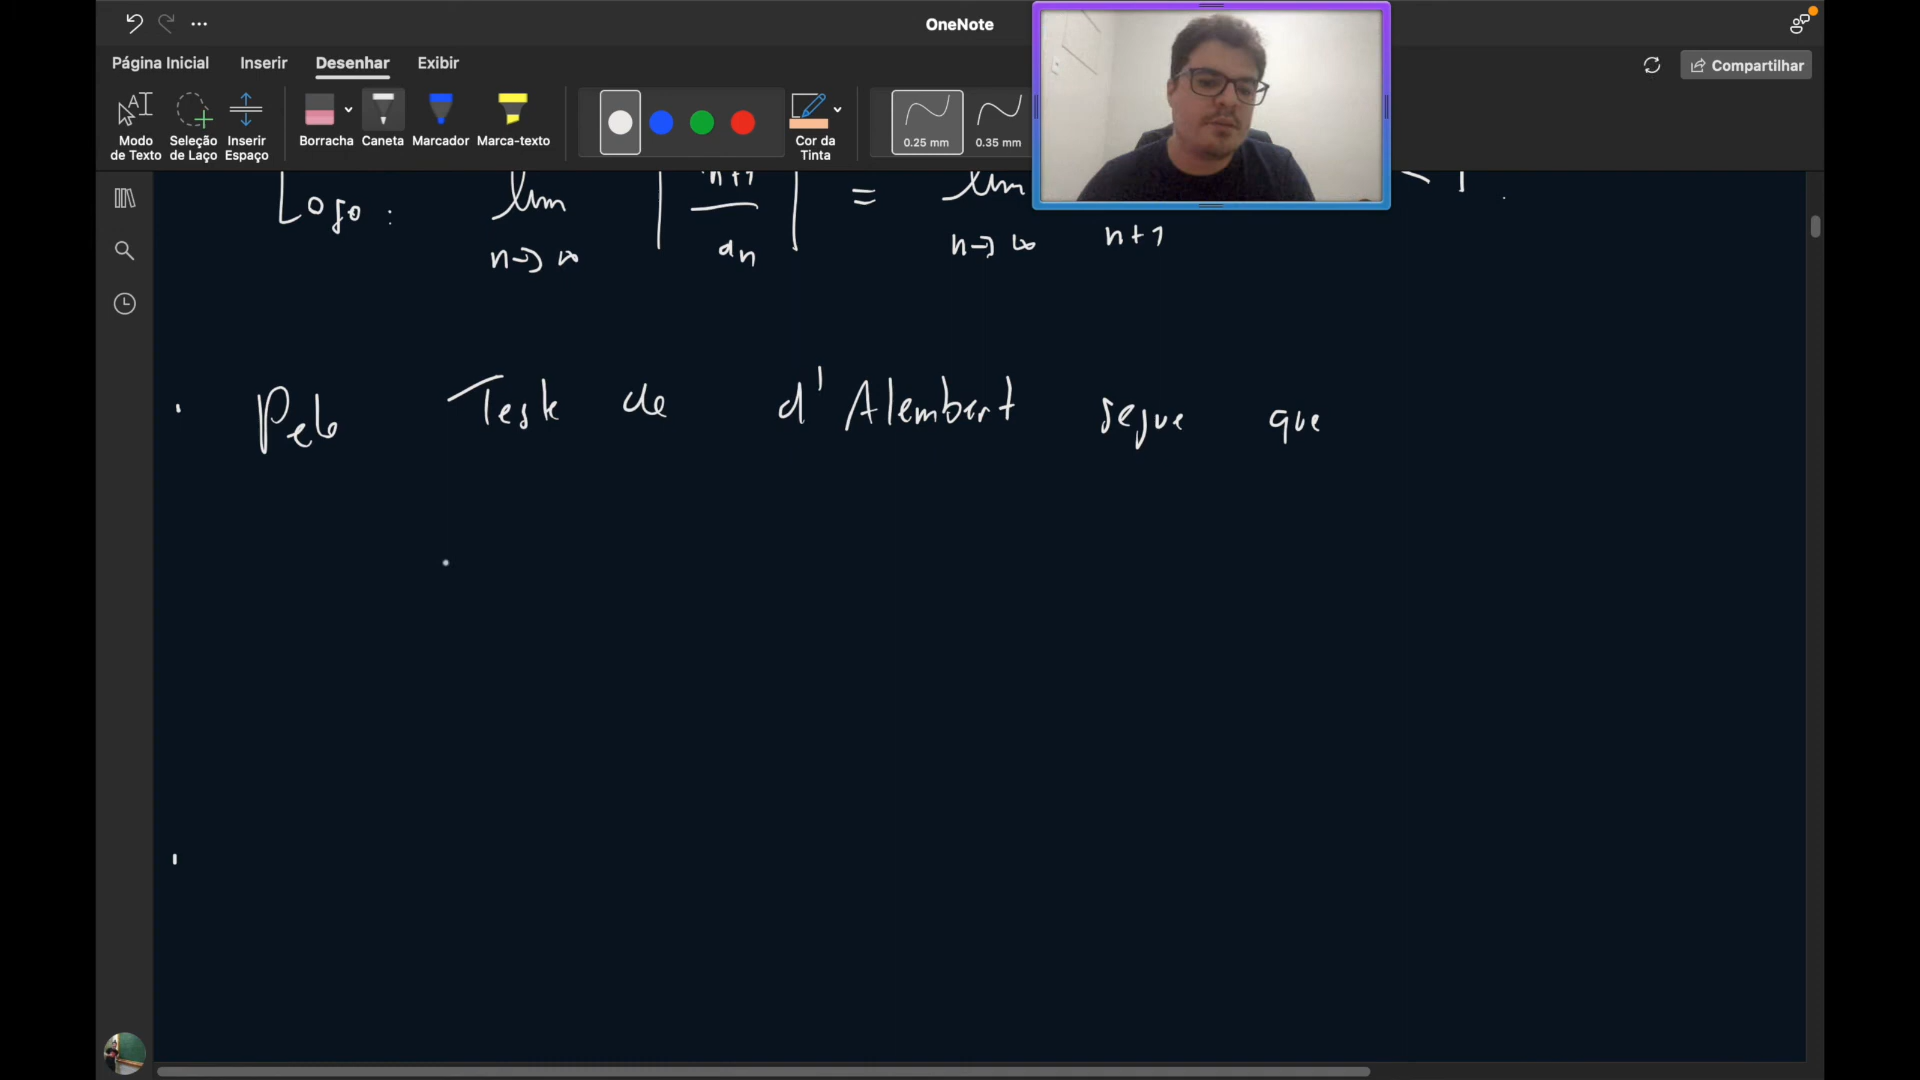 OneNote
Página Inicial Inserir Desenhar Exibir
Compartilhar
Modo de Texto
Seleção de Laço
Inserir Espaço
Borracha
Caneta
Marcador
Marca-texto
Cor da Tinta
0.25 mm
0.35 mm
Logo: lim n→∞ | n+1 / an | = lim n→∞ n+1 < 1.
. Pelo Teste de d'Alembert segue que